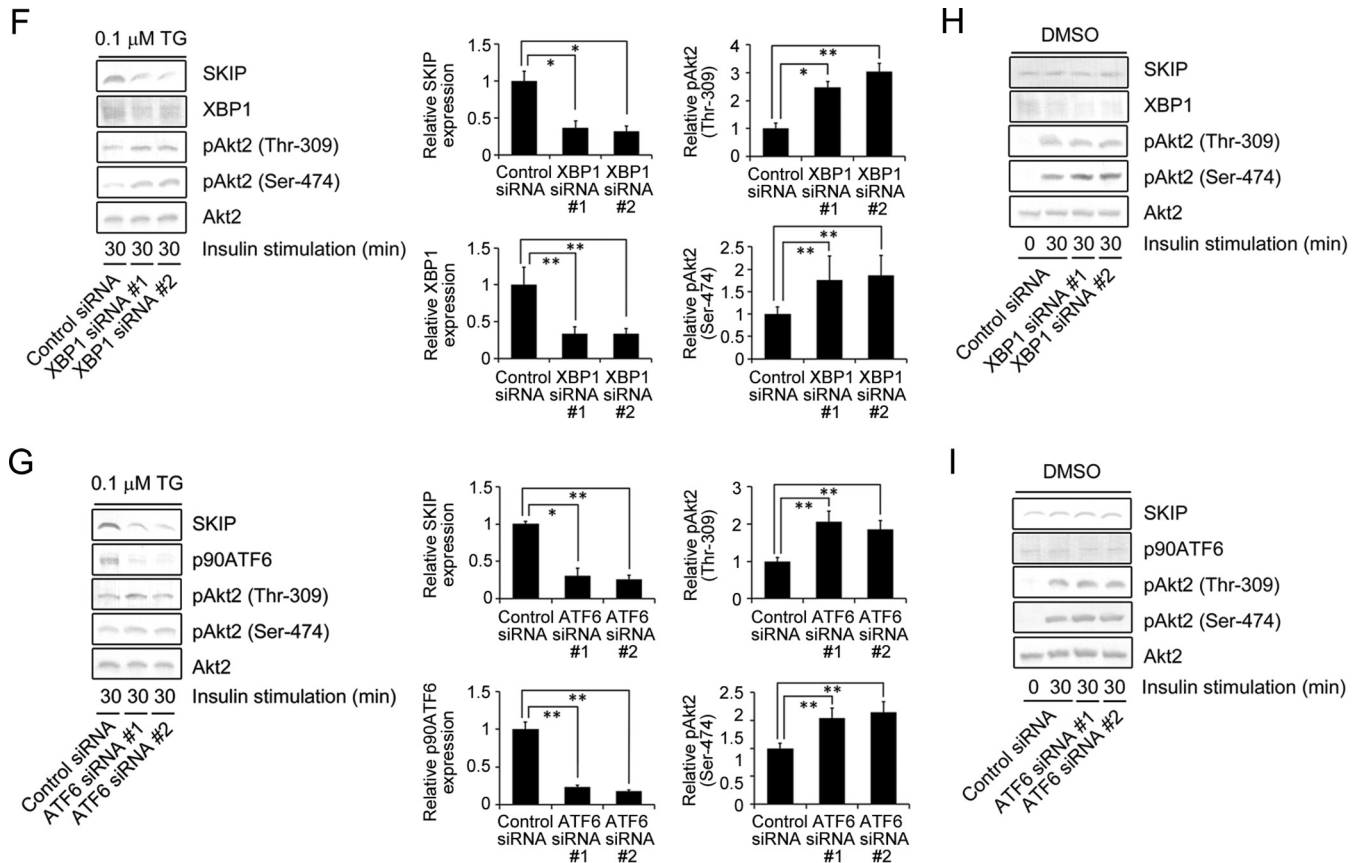 F
0.1 μM TG
SKIP
XBP1
pAkt2 (Thr-309)
pAkt2 (Ser-474)
Akt2
30 30 30 Insulin stimulation (min)
Control siRNA
XBP1 siRNA #1
XBP1 siRNA #2
Relative SKIP
expression
1.5
1
0.5
0
*
*
Control XBP1 XBP1
siRNA siRNA siRNA
#1 #2
Relative pAkt2
(Thr-309)
4
3
2
1
0
**
*
Control XBP1 XBP1
siRNA siRNA siRNA
#1 #2
Relative XBP1
expression
1.5
1
0.5
0
**
**
Control XBP1 XBP1
siRNA siRNA siRNA
#1 #2
Relative pAkt2
(Ser-474)
2.5
2
1.5
1
0.5
0
**
**
Control XBP1 XBP1
siRNA siRNA siRNA
#1 #2
H
DMSO
SKIP
XBP1
pAkt2 (Thr-309)
pAkt2 (Ser-474)
Akt2
0 30 30 30 Insulin stimulation (min)
Control siRNA
XBP1 siRNA #1
XBP1 siRNA #2
G
0.1 μM TG
SKIP
p90ATF6
pAkt2 (Thr-309)
pAkt2 (Ser-474)
Akt2
30 30 30 Insulin stimulation (min)
Control siRNA
ATF6 siRNA #1
ATF6 siRNA #2
Relative SKIP
expression
1.5
1
0.5
0
**
*
Control ATF6 ATF6
siRNA siRNA siRNA
#1 #2
Relative pAkt2
(Thr-309)
3
2
1
0
**
**
Control ATF6 ATF6
siRNA siRNA siRNA
#1 #2
Relative p90ATF6
expression
1.5
1
0.5
0
**
**
Control ATF6 ATF6
siRNA siRNA siRNA
#1 #2
Relative pAkt2
(Ser-474)
2.5
2
1.5
1
0.5
0
**
**
Control ATF6 ATF6
siRNA siRNA siRNA
#1 #2
I
DMSO
SKIP
p90ATF6
pAkt2 (Thr-309)
pAkt2 (Ser-474)
Akt2
0 30 30 30 Insulin stimulation (min)
Control siRNA
ATF6 siRNA #1
ATF6 siRNA #2